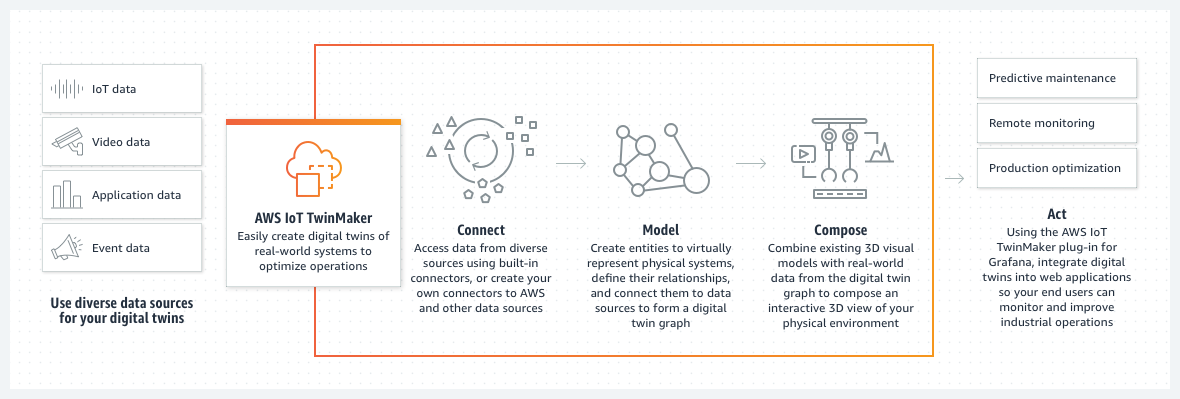 IoT data
Video data
Application data
Event data
Use diverse data sources
for your digital twins
AWS IoT TwinMaker
Easily create digital twins of
real-world systems to
optimize operations
Connect
Access data from diverse
sources using built-in
connectors, or create your
own connectors to AWS
and other data sources
Model
Create entities to virtually
represent physical systems,
define their relationships,
and connect them to data
sources to form a digital
twin graph
Compose
Combine existing 3D visual
models with real-world
data from the digital twin
graph to compose an
interactive 3D view of your
physical environment
Predictive maintenance
Remote monitoring
Production optimization
Act
Using the AWS IoT
TwinMaker plug-in for
Grafana, integrate digital
twins into web applications
so your end users can
monitor and improve
industrial operations